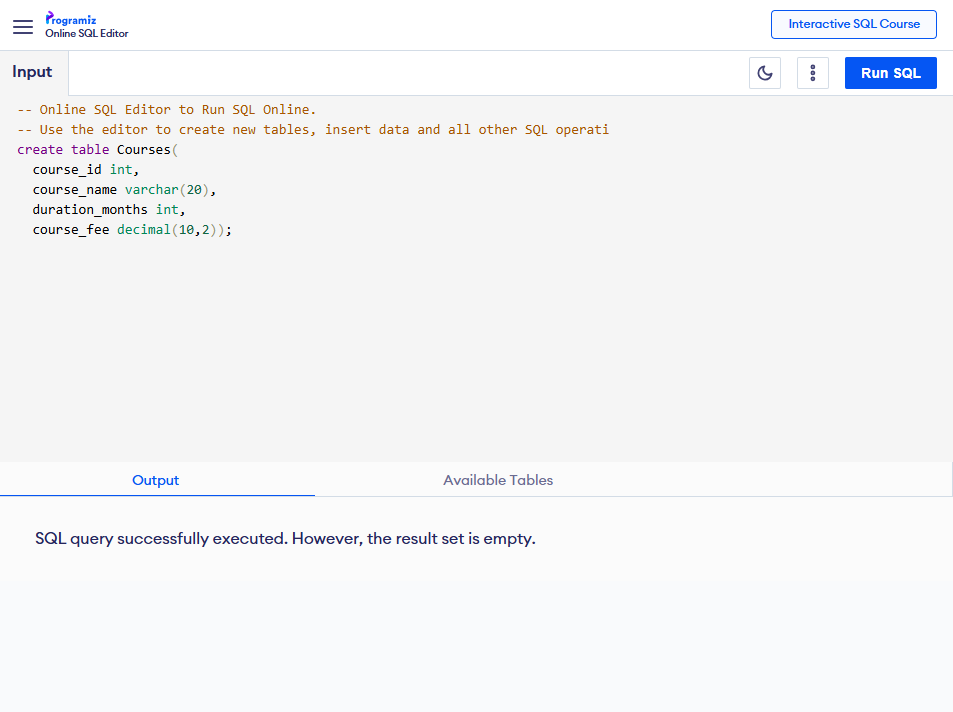 Programiz
Online SQL Editor
Interactive SQL Course
Input
Run SQL
-- Online SQL Editor to Run SQL Online.
-- Use the editor to create new tables, insert data and all other SQL operati
create table Courses(
  course_id int,
  course_name varchar(20),
  duration_months int,
  course_fee decimal(10,2));
Output
Available Tables
SQL query successfully executed. However, the result set is empty.